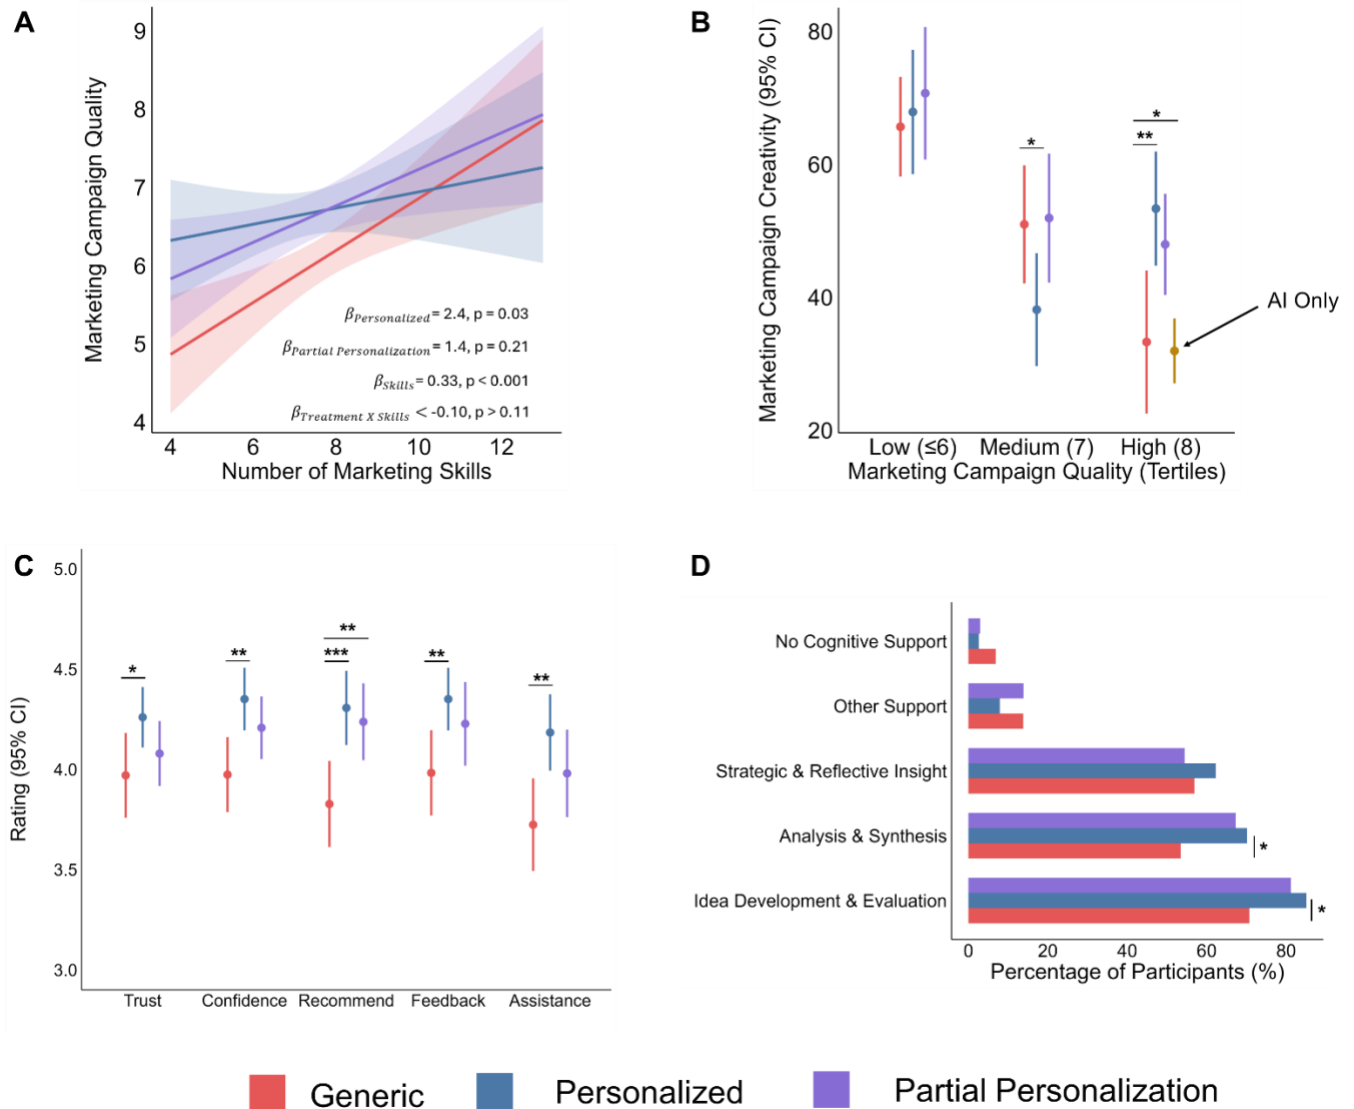 A
9
8
7
6
5
4
Marketing Campaign Quality
β Personalized = 2.4, p = 0.03
β Partial Personalization = 1.4, p = 0.21
β Skills = 0.33, p < 0.001
β Treatment X Skills < -0.10, p > 0.11
4 6 8 10 12
Number of Marketing Skills
B
80
60
40
20
Marketing Campaign Creativity (95% CI)
*
*
**
AI Only
Low (≤6) Medium (7) High (8)
Marketing Campaign Quality (Tertiles)
C
5.0
4.5
4.0
3.5
3.0
Rating (95% CI)
*
**
**
***
**
**
Trust Confidence Recommend Feedback Assistance
D
No Cognitive Support
Other Support
Strategic & Reflective Insight
Analysis & Synthesis
*
Idea Development & Evaluation
*
0 20 40 60 80
Percentage of Participants (%)
Generic Personalized Partial Personalization